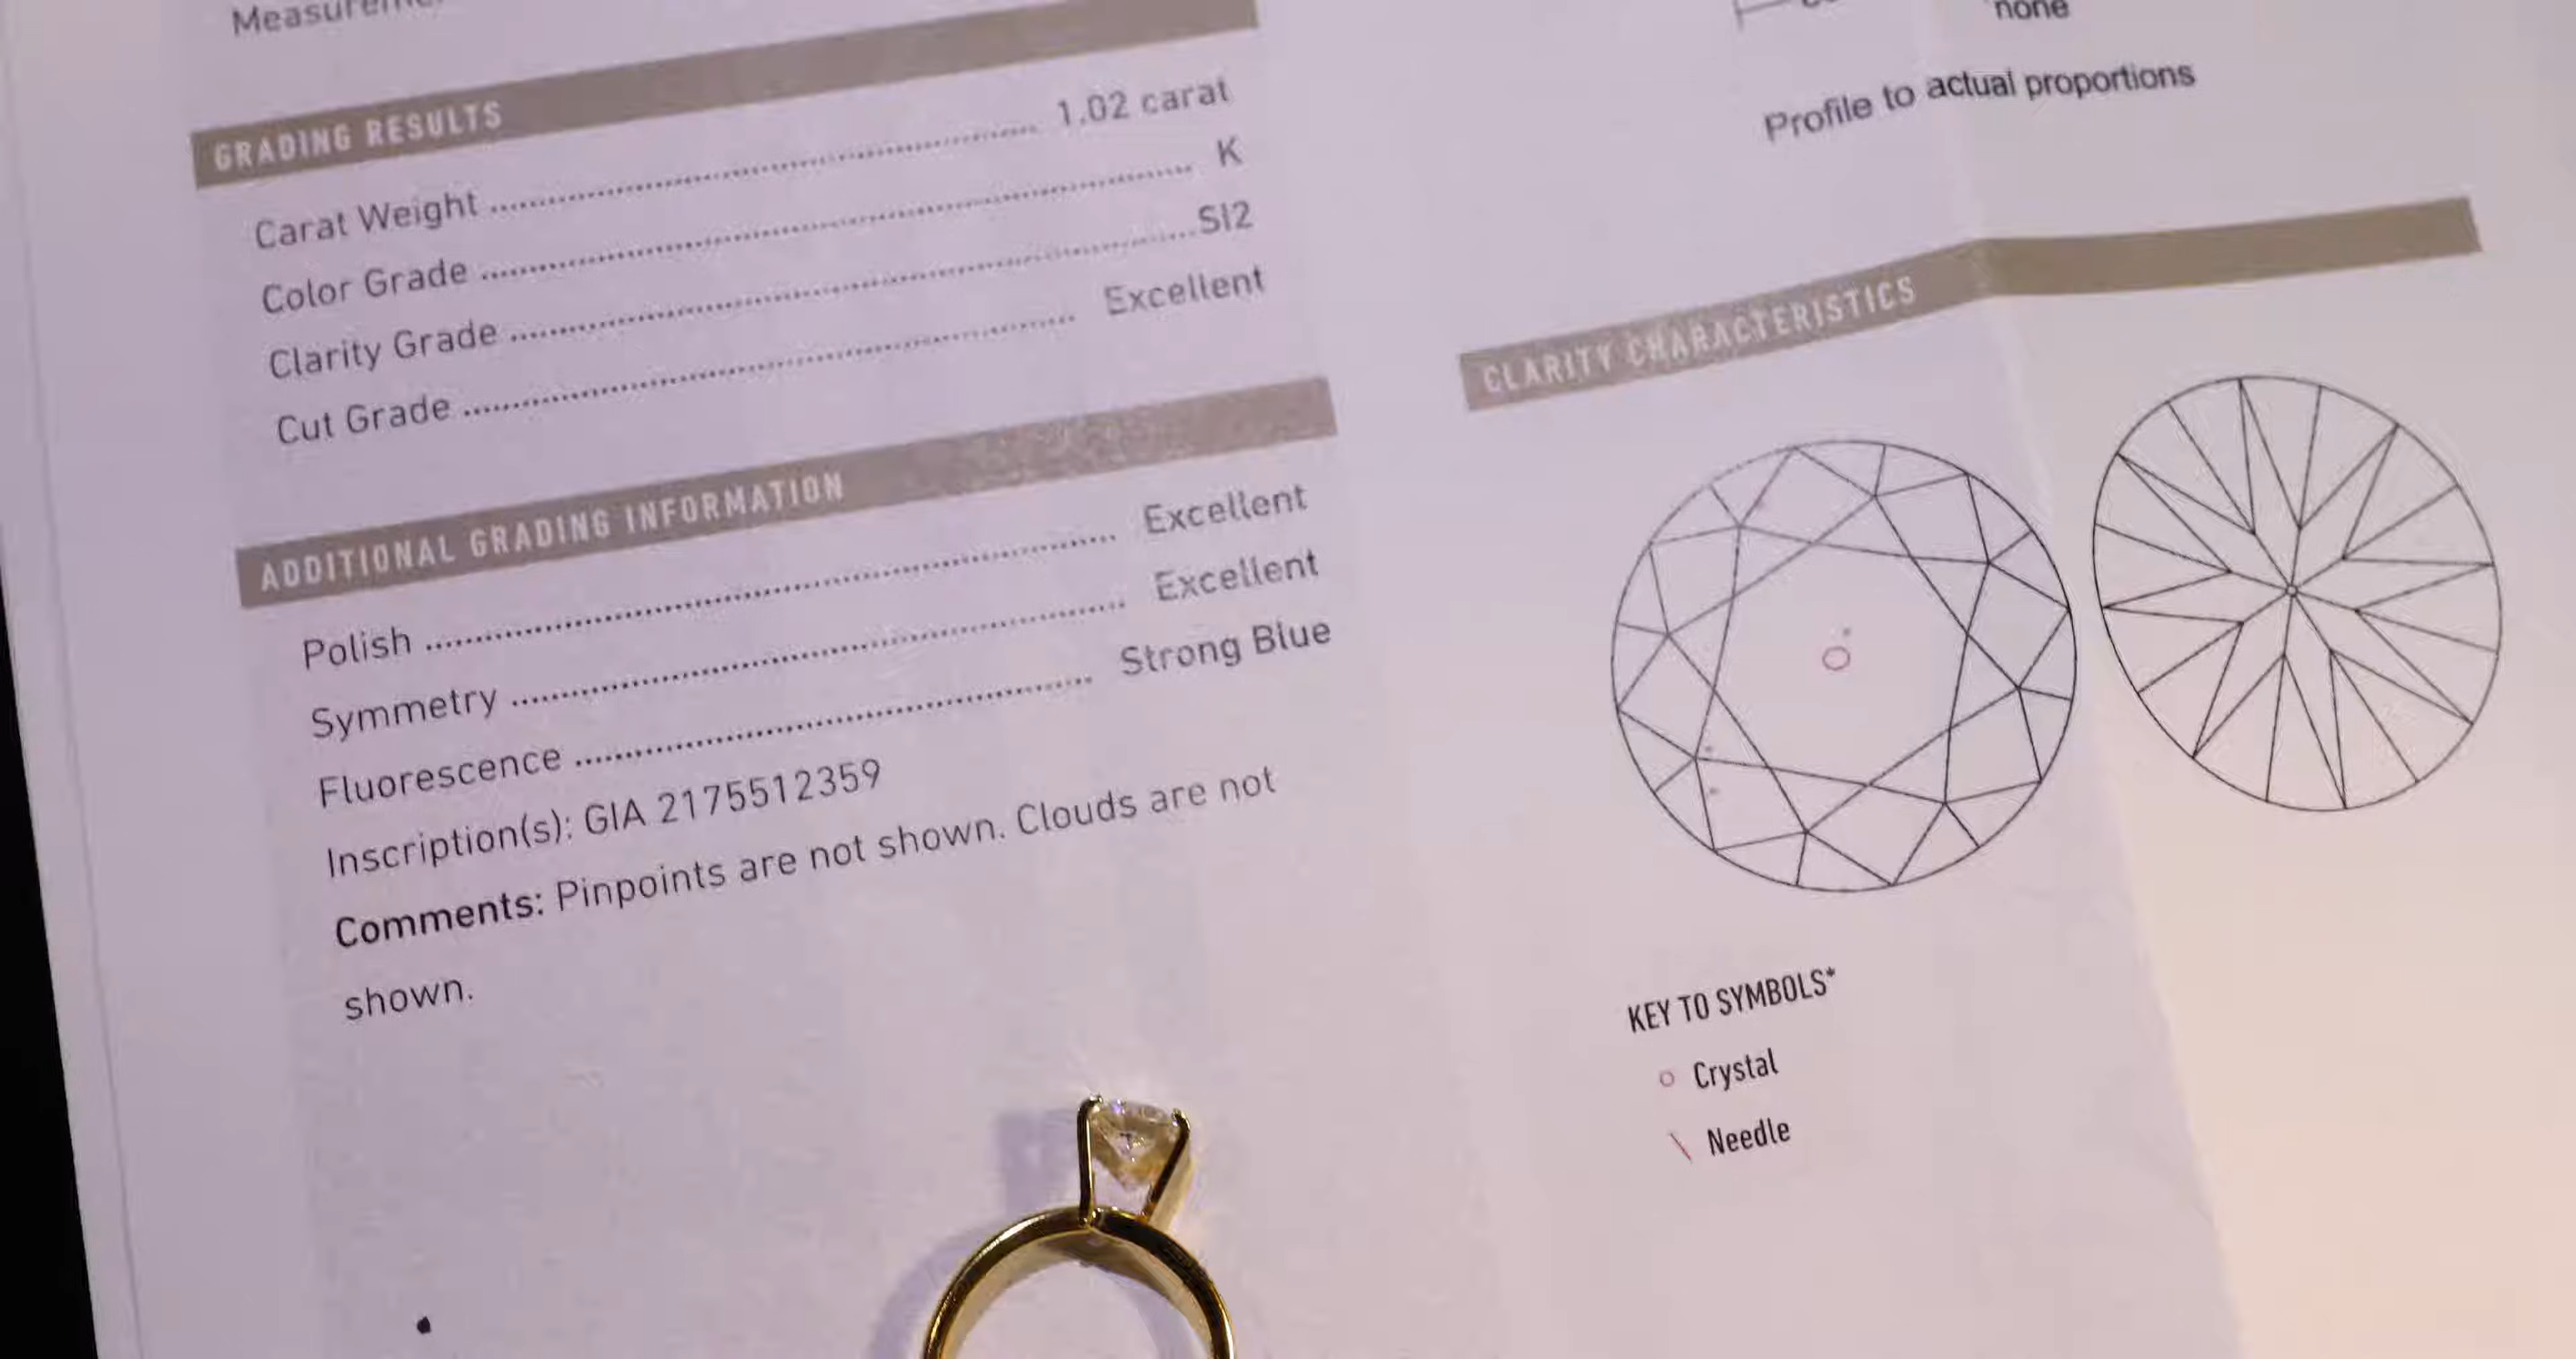 GRADING RESULTS
Carat Weight ........ 1.02 carat
Color Grade ........ K
Clarity Grade ........ SI2
Cut Grade ........ Excellent
ADDITIONAL GRADING INFORMATION
Polish ........ Excellent
Symmetry ........ Excellent
Fluorescence ........ Strong Blue
Inscription(s): GIA 2175512359
Comments: Pinpoints are not shown. Clouds are not
shown.
none
Profile to actual proportions
CLARITY CHARACTERISTICS
KEY TO SYMBOLS*
Crystal
Needle